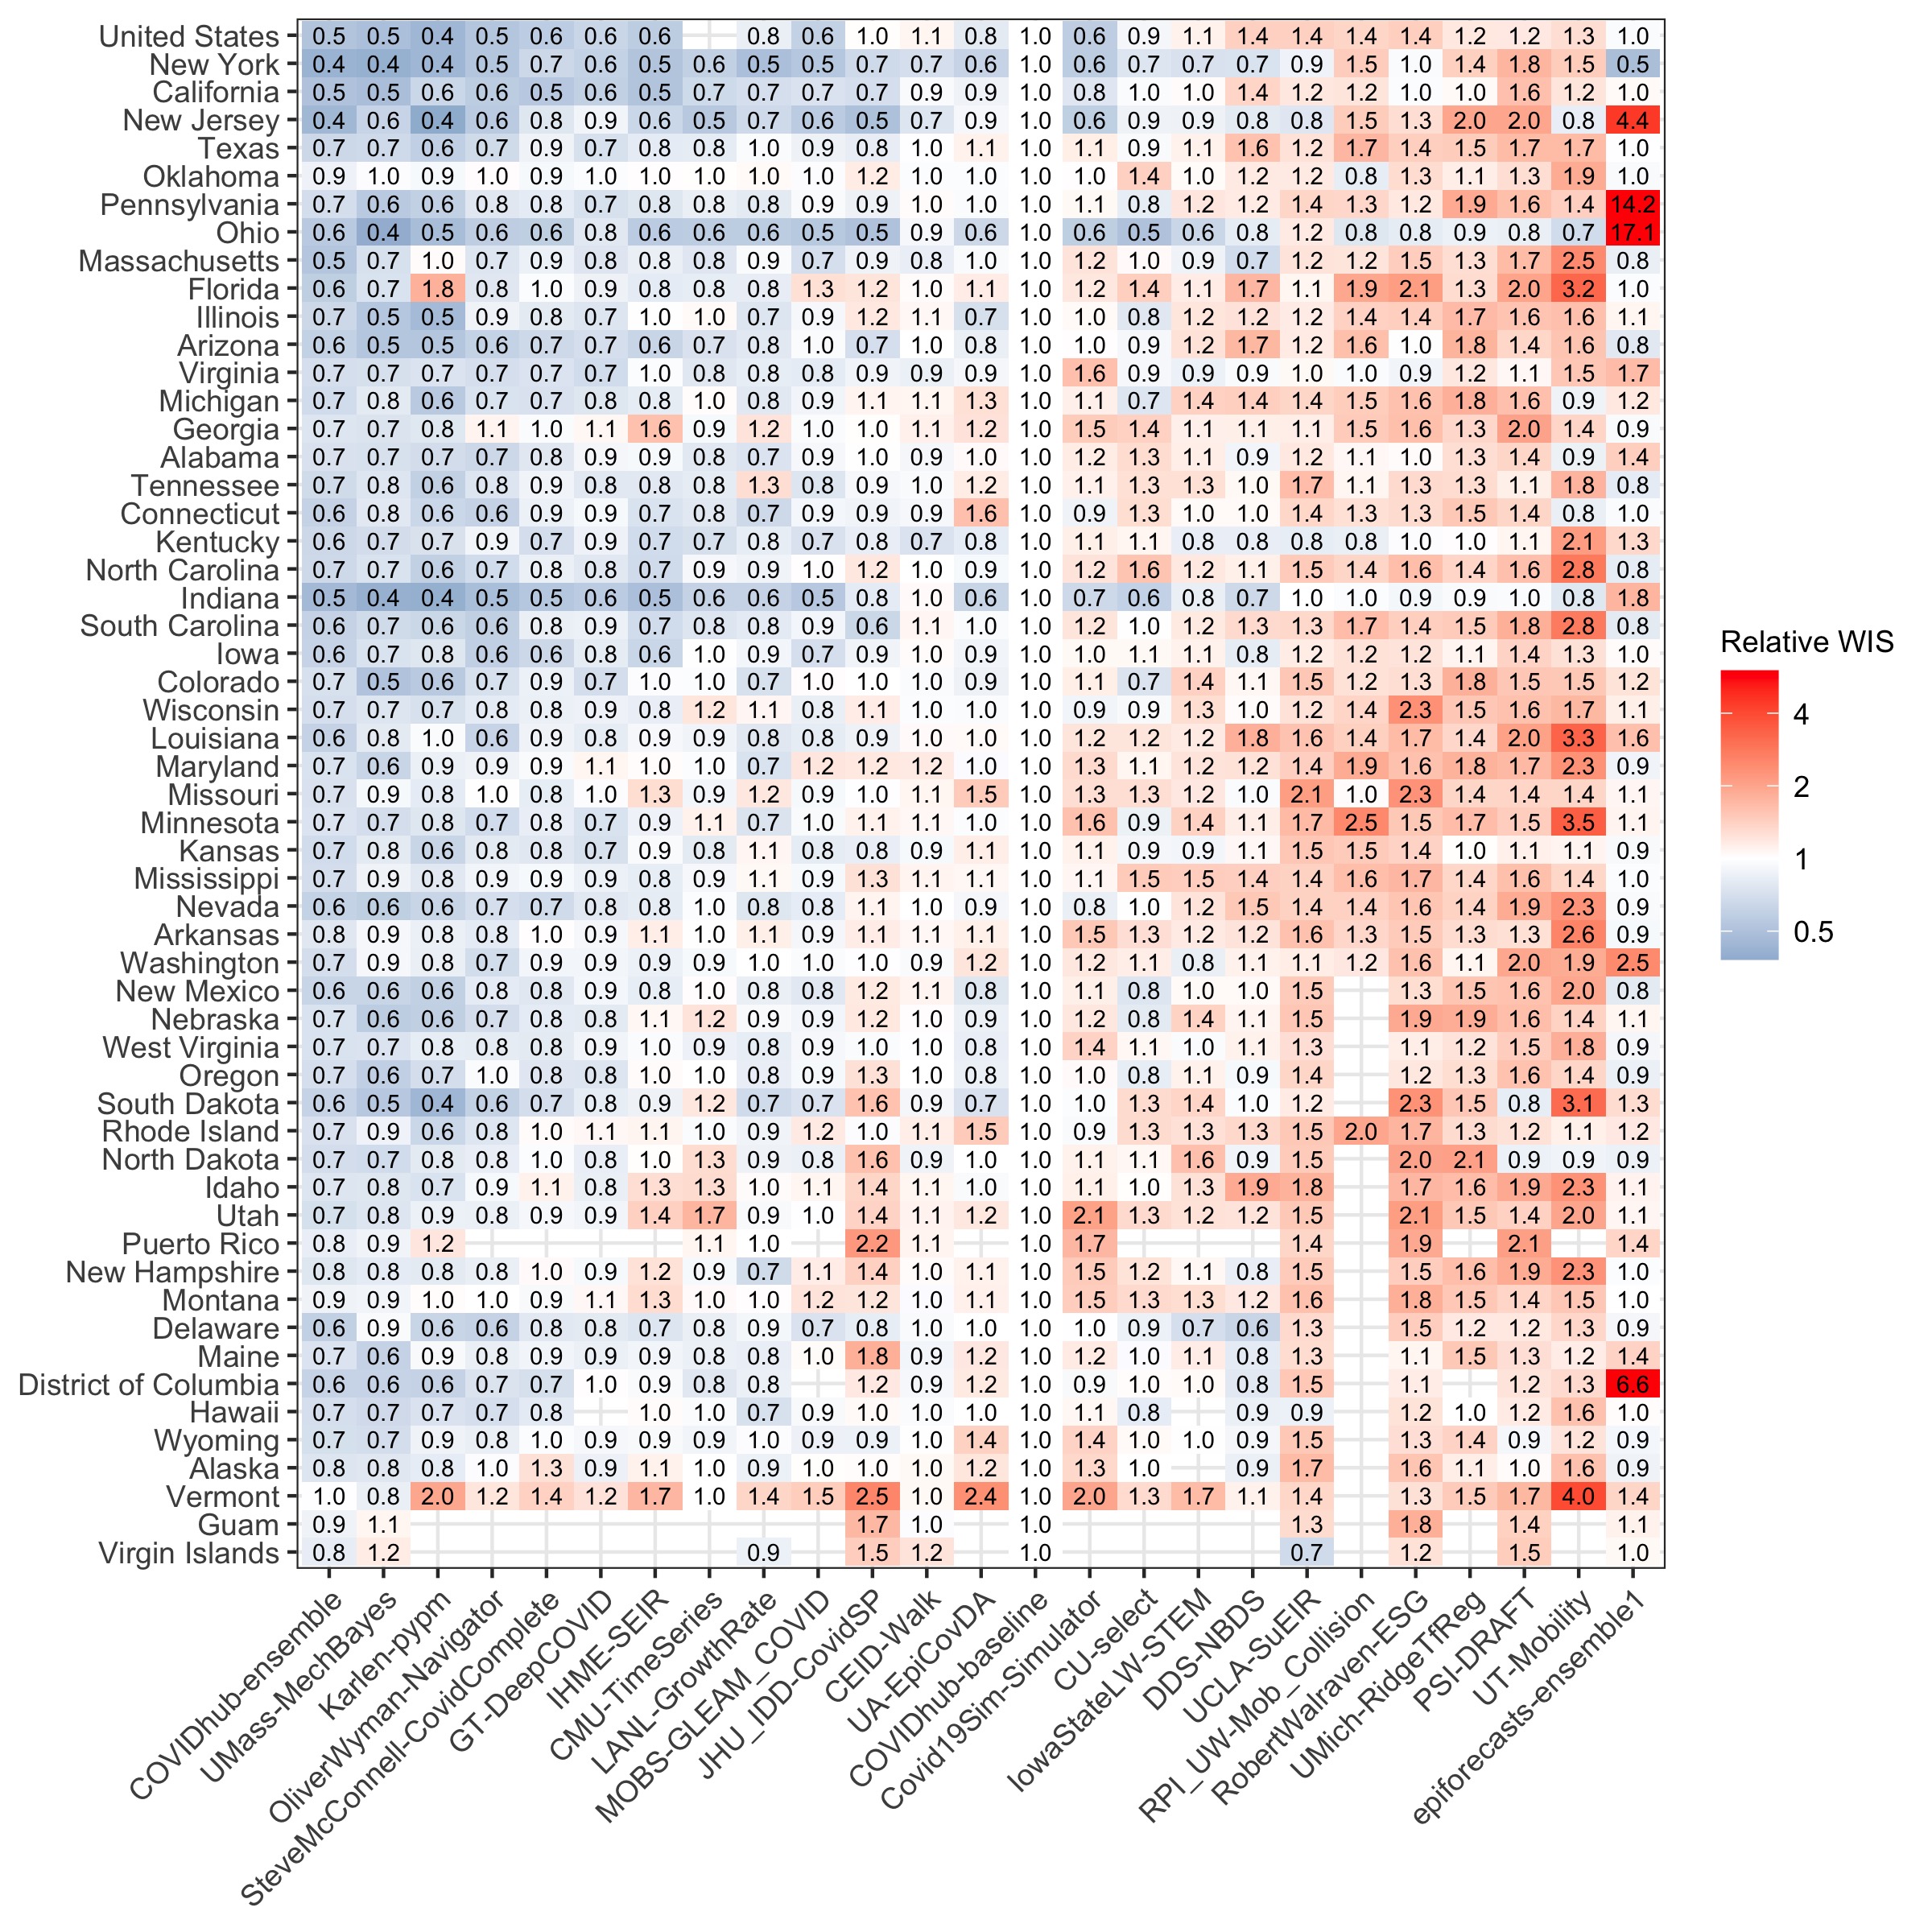 United States 0.5 0.5 0.4 0.5 0.6 0.6 0.6 0.8 0.6 1.0 1.1 0.8 1.0 0.6 0.9 1.1 1.4 1.4 1.4 1.4 1.2 1.2 1.3 1.0
New York 0.4 0.4 0.4 0.5 0.7 0.6 0.5 0.6 0.5 0.5 0.7 0.7 0.6 1.0 0.6 0.7 0.7 0.7 0.9 1.5 1.0 1.4 1.8 1.5 0.5
California 0.5 0.5 0.6 0.6 0.5 0.6 0.5 0.7 0.7 0.7 0.7 0.9 0.9 1.0 0.8 1.0 1.0 1.4 1.2 1.2 1.0 1.0 1.6 1.2 1.0
New Jersey 0.4 0.6 0.4 0.6 0.8 0.9 0.6 0.5 0.7 0.6 0.5 0.7 0.9 1.0 0.6 0.9 0.9 0.8 0.8 1.5 1.3 2.0 2.0 0.8 4.4
Texas 0.7 0.7 0.6 0.7 0.9 0.7 0.8 0.8 1.0 0.9 0.8 1.0 1.1 1.0 1.1 0.9 1.1 1.6 1.2 1.7 1.4 1.5 1.7 1.7 1.0
Oklahoma 0.9 1.0 0.9 1.0 0.9 1.0 1.0 1.0 1.0 1.0 1.2 1.0 1.0 1.0 1.0 1.4 1.0 1.2 1.2 0.8 1.3 1.1 1.3 1.9 1.0
Pennsylvania 0.7 0.6 0.6 0.8 0.8 0.7 0.8 0.8 0.8 0.9 0.9 1.0 1.0 1.0 1.1 0.8 1.2 1.2 1.4 1.3 1.2 1.9 1.6 1.4 14.2
Ohio 0.6 0.4 0.5 0.6 0.6 0.8 0.6 0.6 0.6 0.5 0.5 0.9 0.6 1.0 0.6 0.5 0.6 0.8 1.2 0.8 0.8 0.9 0.8 0.7 17.1
Massachusetts 0.5 0.7 1.0 0.7 0.9 0.8 0.8 0.8 0.9 0.7 0.9 0.8 1.0 1.0 1.2 1.0 0.9 0.7 1.2 1.2 1.5 1.3 1.7 2.5 0.8
Florida 0.6 0.7 1.8 0.8 1.0 0.9 0.8 0.8 0.8 1.3 1.2 1.0 1.1 1.0 1.2 1.4 1.1 1.7 1.1 1.9 2.1 1.3 2.0 3.2 1.0
Illinois 0.7 0.5 0.5 0.9 0.8 0.7 1.0 1.0 0.7 0.9 1.2 1.1 0.7 1.0 1.0 0.8 1.2 1.2 1.2 1.4 1.4 1.7 1.6 1.6 1.1
Arizona 0.6 0.5 0.5 0.6 0.7 0.7 0.6 0.7 0.8 1.0 0.7 1.0 0.8 1.0 1.0 0.9 1.2 1.7 1.2 1.6 1.0 1.8 1.4 1.6 0.8
Virginia 0.7 0.7 0.7 0.7 0.7 0.7 1.0 0.8 0.8 0.8 0.9 0.9 0.9 1.0 1.6 0.9 0.9 0.9 1.0 1.0 0.9 1.2 1.1 1.5 1.7
Michigan 0.7 0.8 0.6 0.7 0.7 0.8 0.8 1.0 0.8 0.9 1.1 1.1 1.3 1.0 1.1 0.7 1.4 1.4 1.4 1.5 1.6 1.8 1.6 0.9 1.2
Georgia 0.7 0.7 0.8 1.1 1.0 1.1 1.6 0.9 1.2 1.0 1.0 1.1 1.2 1.0 1.5 1.4 1.1 1.1 1.1 1.5 1.6 1.3 2.0 1.4 0.9
Alabama 0.7 0.7 0.7 0.7 0.8 0.9 0.9 0.8 0.7 0.9 1.0 0.9 1.0 1.0 1.2 1.3 1.1 0.9 1.2 1.1 1.0 1.3 1.4 0.9 1.4
Tennessee 0.7 0.8 0.6 0.8 0.9 0.8 0.8 0.8 1.3 0.8 0.9 1.0 1.2 1.0 1.1 1.3 1.3 1.0 1.7 1.1 1.3 1.3 1.1 1.8 0.8
Connecticut 0.6 0.8 0.6 0.6 0.9 0.9 0.7 0.8 0.7 0.9 0.9 0.9 1.6 1.0 0.9 1.3 1.0 1.0 1.4 1.3 1.3 1.5 1.4 0.8 1.0
Kentucky 0.6 0.7 0.7 0.9 0.7 0.9 0.7 0.7 0.8 0.7 0.8 0.7 0.8 1.0 1.1 1.1 0.8 0.8 0.8 0.8 1.0 1.0 1.1 2.1 1.3
North Carolina 0.7 0.7 0.6 0.7 0.8 0.8 0.7 0.9 0.9 1.0 1.2 1.0 0.9 1.0 1.2 1.6 1.2 1.1 1.5 1.4 1.6 1.4 1.6 2.8 0.8
Indiana 0.5 0.4 0.4 0.5 0.5 0.6 0.5 0.6 0.6 0.5 0.8 1.0 0.6 1.0 0.7 0.6 0.8 0.7 1.0 1.0 0.9 0.9 1.0 0.8 1.8
South Carolina 0.6 0.7 0.6 0.6 0.8 0.9 0.7 0.8 0.8 0.9 0.6 1.1 1.0 1.0 1.2 1.0 1.2 1.3 1.3 1.7 1.4 1.5 1.8 2.8 0.8
Iowa 0.6 0.7 0.8 0.6 0.6 0.8 0.6 1.0 0.9 0.7 0.9 1.0 0.9 1.0 1.0 1.1 1.1 0.8 1.2 1.2 1.2 1.1 1.4 1.3 1.0
Colorado 0.7 0.5 0.6 0.7 0.9 0.7 1.0 1.0 0.7 1.0 1.0 1.0 0.9 1.0 1.1 0.7 1.4 1.1 1.5 1.2 1.3 1.8 1.5 1.5 1.2
Wisconsin 0.7 0.7 0.7 0.8 0.8 0.9 0.8 1.2 1.1 0.8 1.1 1.0 1.0 1.0 0.9 0.9 1.3 1.0 1.2 1.4 2.3 1.5 1.6 1.7 1.1
Louisiana 0.6 0.8 1.0 0.6 0.9 0.8 0.9 0.9 0.8 0.8 0.9 1.0 1.0 1.0 1.2 1.2 1.2 1.8 1.6 1.4 1.7 1.4 2.0 3.3 1.6
Maryland 0.7 0.6 0.9 0.9 0.9 1.1 1.0 1.0 0.7 1.2 1.2 1.2 1.0 1.0 1.3 1.1 1.2 1.2 1.4 1.9 1.6 1.8 1.7 2.3 0.9
Missouri 0.7 0.9 0.8 1.0 0.8 1.0 1.3 0.9 1.2 0.9 1.0 1.1 1.5 1.0 1.3 1.3 1.2 1.0 2.1 1.0 2.3 1.4 1.4 1.4 1.1
Minnesota 0.7 0.7 0.8 0.7 0.8 0.7 0.9 1.1 0.7 1.0 1.1 1.1 1.0 1.0 1.6 0.9 1.4 1.1 1.7 2.5 1.5 1.7 1.5 3.5 1.1
Kansas 0.7 0.8 0.6 0.8 0.8 0.7 0.9 0.8 1.1 0.8 0.8 0.9 1.1 1.0 1.1 0.9 0.9 1.1 1.5 1.5 1.4 1.0 1.1 1.1 0.9
Mississippi 0.7 0.9 0.8 0.9 0.9 0.9 0.8 0.9 1.1 0.9 1.3 1.1 1.1 1.0 1.1 1.5 1.5 1.4 1.4 1.6 1.7 1.4 1.6 1.4 1.0
Nevada 0.6 0.6 0.6 0.7 0.7 0.8 0.8 1.0 0.8 0.8 1.1 1.0 0.9 1.0 0.8 1.0 1.2 1.5 1.4 1.4 1.6 1.4 1.9 2.3 0.9
Arkansas 0.8 0.9 0.8 0.8 1.0 0.9 1.1 1.0 1.1 0.9 1.1 1.1 1.1 1.0 1.5 1.3 1.2 1.2 1.6 1.3 1.5 1.3 1.3 2.6 0.9
Washington 0.7 0.9 0.8 0.7 0.9 0.9 0.9 0.9 1.0 1.0 1.0 0.9 1.2 1.0 1.2 1.1 0.8 1.1 1.1 1.2 1.6 1.1 2.0 1.9 2.5
New Mexico 0.6 0.6 0.6 0.8 0.8 0.9 0.8 1.0 0.8 0.8 1.2 1.1 0.8 1.0 1.1 0.8 1.0 1.0 1.5 1.3 1.5 1.6 2.0 0.8
Nebraska 0.7 0.6 0.6 0.7 0.8 0.8 1.1 1.2 0.9 0.9 1.2 1.0 0.9 1.0 1.2 0.8 1.4 1.1 1.5 1.9 1.9 1.6 1.4 1.1
West Virginia 0.7 0.7 0.8 0.8 0.8 0.9 1.0 0.9 0.8 0.9 1.0 1.0 0.8 1.0 1.4 1.1 1.0 1.1 1.3 1.1 1.2 1.5 1.8 0.9
Oregon 0.7 0.6 0.7 1.0 0.8 0.8 1.0 1.0 0.8 0.9 1.3 1.0 0.8 1.0 1.0 0.8 1.1 0.9 1.4 1.2 1.3 1.6 1.4 0.9
South Dakota 0.6 0.5 0.4 0.6 0.7 0.8 0.9 1.2 0.7 0.7 1.6 0.9 0.7 1.0 1.0 1.3 1.4 1.0 1.2 2.3 1.5 0.8 3.1 1.3
Rhode Island 0.7 0.9 0.6 0.8 1.0 1.1 1.1 1.0 0.9 1.2 1.0 1.1 1.5 1.0 0.9 1.3 1.3 1.3 1.5 2.0 1.7 1.3 1.2 1.1 1.2
North Dakota 0.7 0.7 0.8 0.8 1.0 0.8 1.0 1.3 0.9 0.8 1.6 0.9 1.0 1.0 1.1 1.1 1.6 0.9 1.5 2.0 2.1 0.9 0.9 0.9
Idaho 0.7 0.8 0.7 0.9 1.1 0.8 1.3 1.3 1.0 1.1 1.4 1.1 1.0 1.0 1.1 1.0 1.3 1.9 1.8 1.7 1.6 1.9 2.3 1.1
Utah 0.7 0.8 0.9 0.8 0.9 0.9 1.4 1.7 0.9 1.0 1.4 1.1 1.2 1.0 2.1 1.3 1.2 1.2 1.5 2.1 1.5 1.4 2.0 1.1
Puerto Rico 0.8 0.9 1.2 1.1 1.0 2.2 1.1 1.0 1.7 1.4 1.9 2.1 1.4
New Hampshire 0.8 0.8 0.8 0.8 1.0 0.9 1.2 0.9 0.7 1.1 1.4 1.0 1.1 1.0 1.5 1.2 1.1 0.8 1.5 1.5 1.6 1.9 2.3 1.0
Montana 0.9 0.9 1.0 1.0 0.9 1.1 1.3 1.0 1.0 1.2 1.2 1.0 1.1 1.0 1.5 1.3 1.3 1.2 1.6 1.8 1.5 1.4 1.5 1.0
Delaware 0.6 0.9 0.6 0.6 0.8 0.8 0.7 0.8 0.9 0.7 0.8 1.0 1.0 1.0 1.0 0.9 0.7 0.6 1.3 1.5 1.2 1.2 1.3 0.9
Maine 0.7 0.6 0.9 0.8 0.9 0.9 0.9 0.8 0.8 1.0 1.8 0.9 1.2 1.0 1.2 1.0 1.1 0.8 1.3 1.1 1.5 1.3 1.2 1.4
District of Columbia 0.6 0.6 0.6 0.7 0.7 1.0 0.9 0.8 0.8 1.2 0.9 1.2 1.0 0.9 1.0 1.0 0.8 1.5 1.1 1.2 1.3 6.6
Hawaii 0.7 0.7 0.7 0.7 0.8 1.0 1.0 0.7 0.9 1.0 1.0 1.0 1.0 1.1 0.8 0.9 0.9 1.2 1.0 1.2 1.6 1.0
Wyoming 0.7 0.7 0.9 0.8 1.0 0.9 0.9 0.9 1.0 0.9 0.9 1.0 1.4 1.0 1.4 1.0 1.0 0.9 1.5 1.3 1.4 0.9 1.2 0.9
Alaska 0.8 0.8 0.8 1.0 1.3 0.9 1.1 1.0 0.9 1.0 1.0 1.0 1.2 1.0 1.3 1.0 0.9 1.7 1.6 1.1 1.0 1.6 0.9
Vermont 1.0 0.8 2.0 1.2 1.4 1.2 1.7 1.0 1.4 1.5 2.5 1.0 2.4 1.0 2.0 1.3 1.7 1.1 1.4 1.3 1.5 1.7 4.0 1.4
Guam 0.9 1.1 1.7 1.0 1.0 1.3 1.8 1.4 1.1
Virgin Islands 0.8 1.2 0.9 1.5 1.2 1.0 0.7 1.2 1.5 1.0
COVIDhub-ensemble
UMass-MechBayes
Karlen-pypm
OliverWyman-Navigator
SteveMcConnell-CovidComplete
GT-DeepCOVID
IHME-SEIR
CMU-TimeSeries
LANL-GrowthRate
MOBS-GLEAM_COVID
JHU_IDD-CovidSP
CEID-Walk
UA-EpiCovDA
COVIDhub-baseline
Covid19Sim-Simulator
CU-select
IowaStateLW-STEM
DDS-NBDS
UCLA-SuEIR
RPI_UW-Mob_Collision
RobertWalraven-ESG
UMich-RidgeTfReg
PSI-DRAFT
UT-Mobility
epiforecasts-ensemble1
Relative WIS
4
2
1
0.5